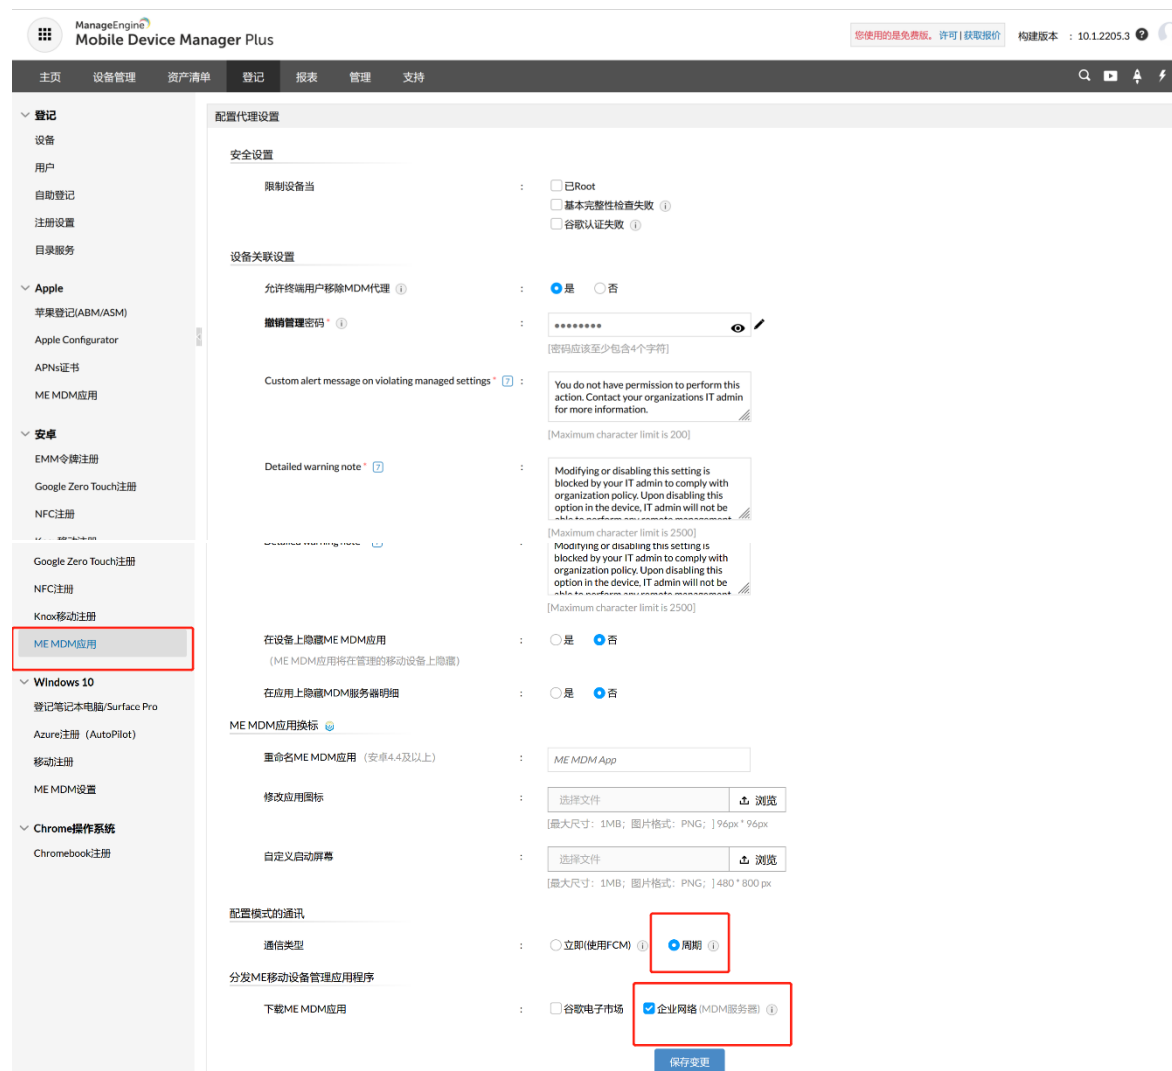 ManageEngine
Mobile Device Manager Plus
您使用的是免费版。 许可 | 获取报价
构建版本 : 10.1.2205.3
主页 设备管理 资产清单 登记 报表 管理 支持
登记
设备
用户
自助登记
注册设置
目录服务
Apple
苹果登记(ABM/ASM)
Apple Configurator
APNs证书
ME MDM应用
安卓
EMM令牌注册
Google Zero Touch注册
NFC注册
Knox移动注册
Google Zero Touch注册
NFC注册
Knox移动注册
ME MDM应用
Windows 10
登记笔记本电脑/Surface Pro
Azure注册（AutoPilot）
移动注册
ME MDM设置
Chrome操作系统
Chromebook注册
配置代理设置
安全设置
限制设备当 : 已Root
基本完整性检查失败
谷歌认证失败
设备关联设置
允许终端用户移除MDM代理 : 是 否
撤销管理密码 * :
[密码应该至少包含4个字符]
Custom alert message on violating managed settings * 7 :
You do not have permission to perform this
action. Contact your organizations IT admin
for more information.
[Maximum character limit is 200]
Detailed warning note * 7 :
Modifying or disabling this setting is
blocked by your IT admin to comply with
organization policy. Upon disabling this
option in the device, IT admin will not be
able to perform any remote management
[Maximum character limit is 2500]
Detailed warning note
Modifying or disabling this setting is
blocked by your IT admin to comply with
organization policy. Upon disabling this
option in the device, IT admin will not be
able to perform any remote management
[Maximum character limit is 2500]
在设备上隐藏ME MDM应用 : 是 否
（ME MDM应用将在管理的移动设备上隐藏）
在应用上隐藏MDM服务器明细 : 是 否
ME MDM应用换标
重命名ME MDM应用 （安卓4.4及以上） : ME MDM App
修改应用图标 : 选择文件 浏览
[最大尺寸：1MB；图片格式：PNG；] 96px * 96px
自定义启动屏幕 : 选择文件 浏览
[最大尺寸：1MB；图片格式：PNG；] 480 * 800 px
配置模式的通讯
通信类型 : 立即(使用FCM) 周期
分发ME移动设备管理应用程序
下载ME MDM应用 : 谷歌电子市场 企业网络 (MDM服务器)
保存变更